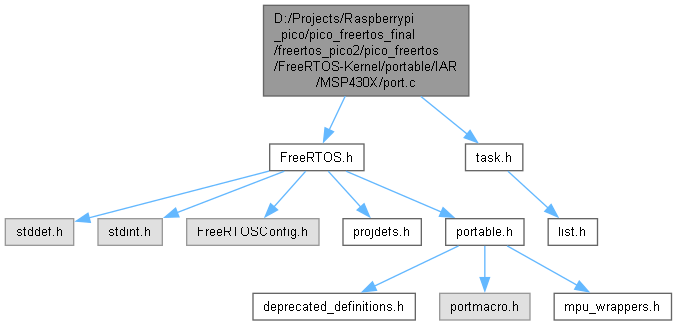 D:/Projects/Raspberrypi
_pico/pico_freertos_final
/freertos_pico2/pico_freertos
/FreeRTOS-Kernel/portable/IAR
/MSP430X/port.c
FreeRTOS.h
task.h
stddef.h
stdint.h
FreeRTOSConfig.h
projdefs.h
portable.h
list.h
deprecated_definitions.h
portmacro.h
mpu_wrappers.h